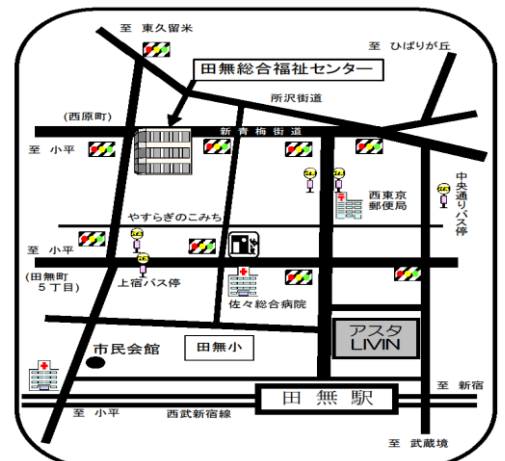 至 東久留米
至 ひばりが丘
田無総合福祉センター
所沢街道
(西原町)
新青梅街道
至 小平
中央通りバス停
西東京
郵便局
やすらぎのこみち
至 小平
(田無町
5丁目)
上宿バス停
佐々総合病院
アスタ
LIVIN
市民会館
田無小
至 新宿
田無駅
至 小平
西武新宿線
至 武蔵境